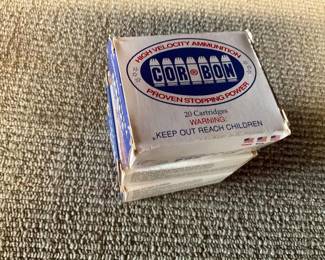 HIGH VELOCITY AMMUNITION
COR®BON
PROVEN STOPPING POWER
20 Cartridges
WARNING:
KEEP OUT REACH CHILDREN